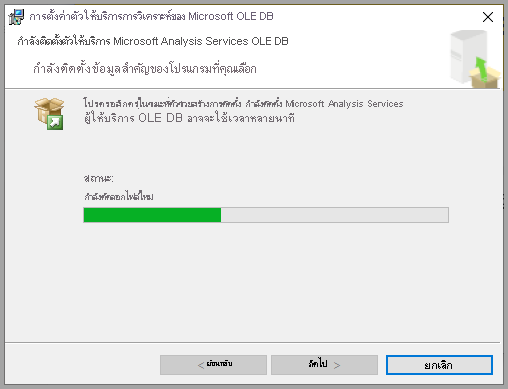 การตั้งค่าตัวให้บริการการวิเคราะห์ของ Microsoft OLE DB
กำลังติดตั้งตัวให้บริการ Microsoft Analysis Services OLE DB
กำลังติดตั้งข้อมูลสำคัญของโปรแกรมที่คุณเลือก
โปรดรอสักครู่ในขณะที่ตัวช่วยสร้างการติดตั้ง กำลังติดตั้ง Microsoft Analysis Services
ผู้ให้บริการ OLE DB อาจจะใช้เวลาหลายนาที
สถานะ:
กำลังคัดลอกไฟล์ใหม่
< ย้อนกลับ
ถัดไป >
ยกเลิก